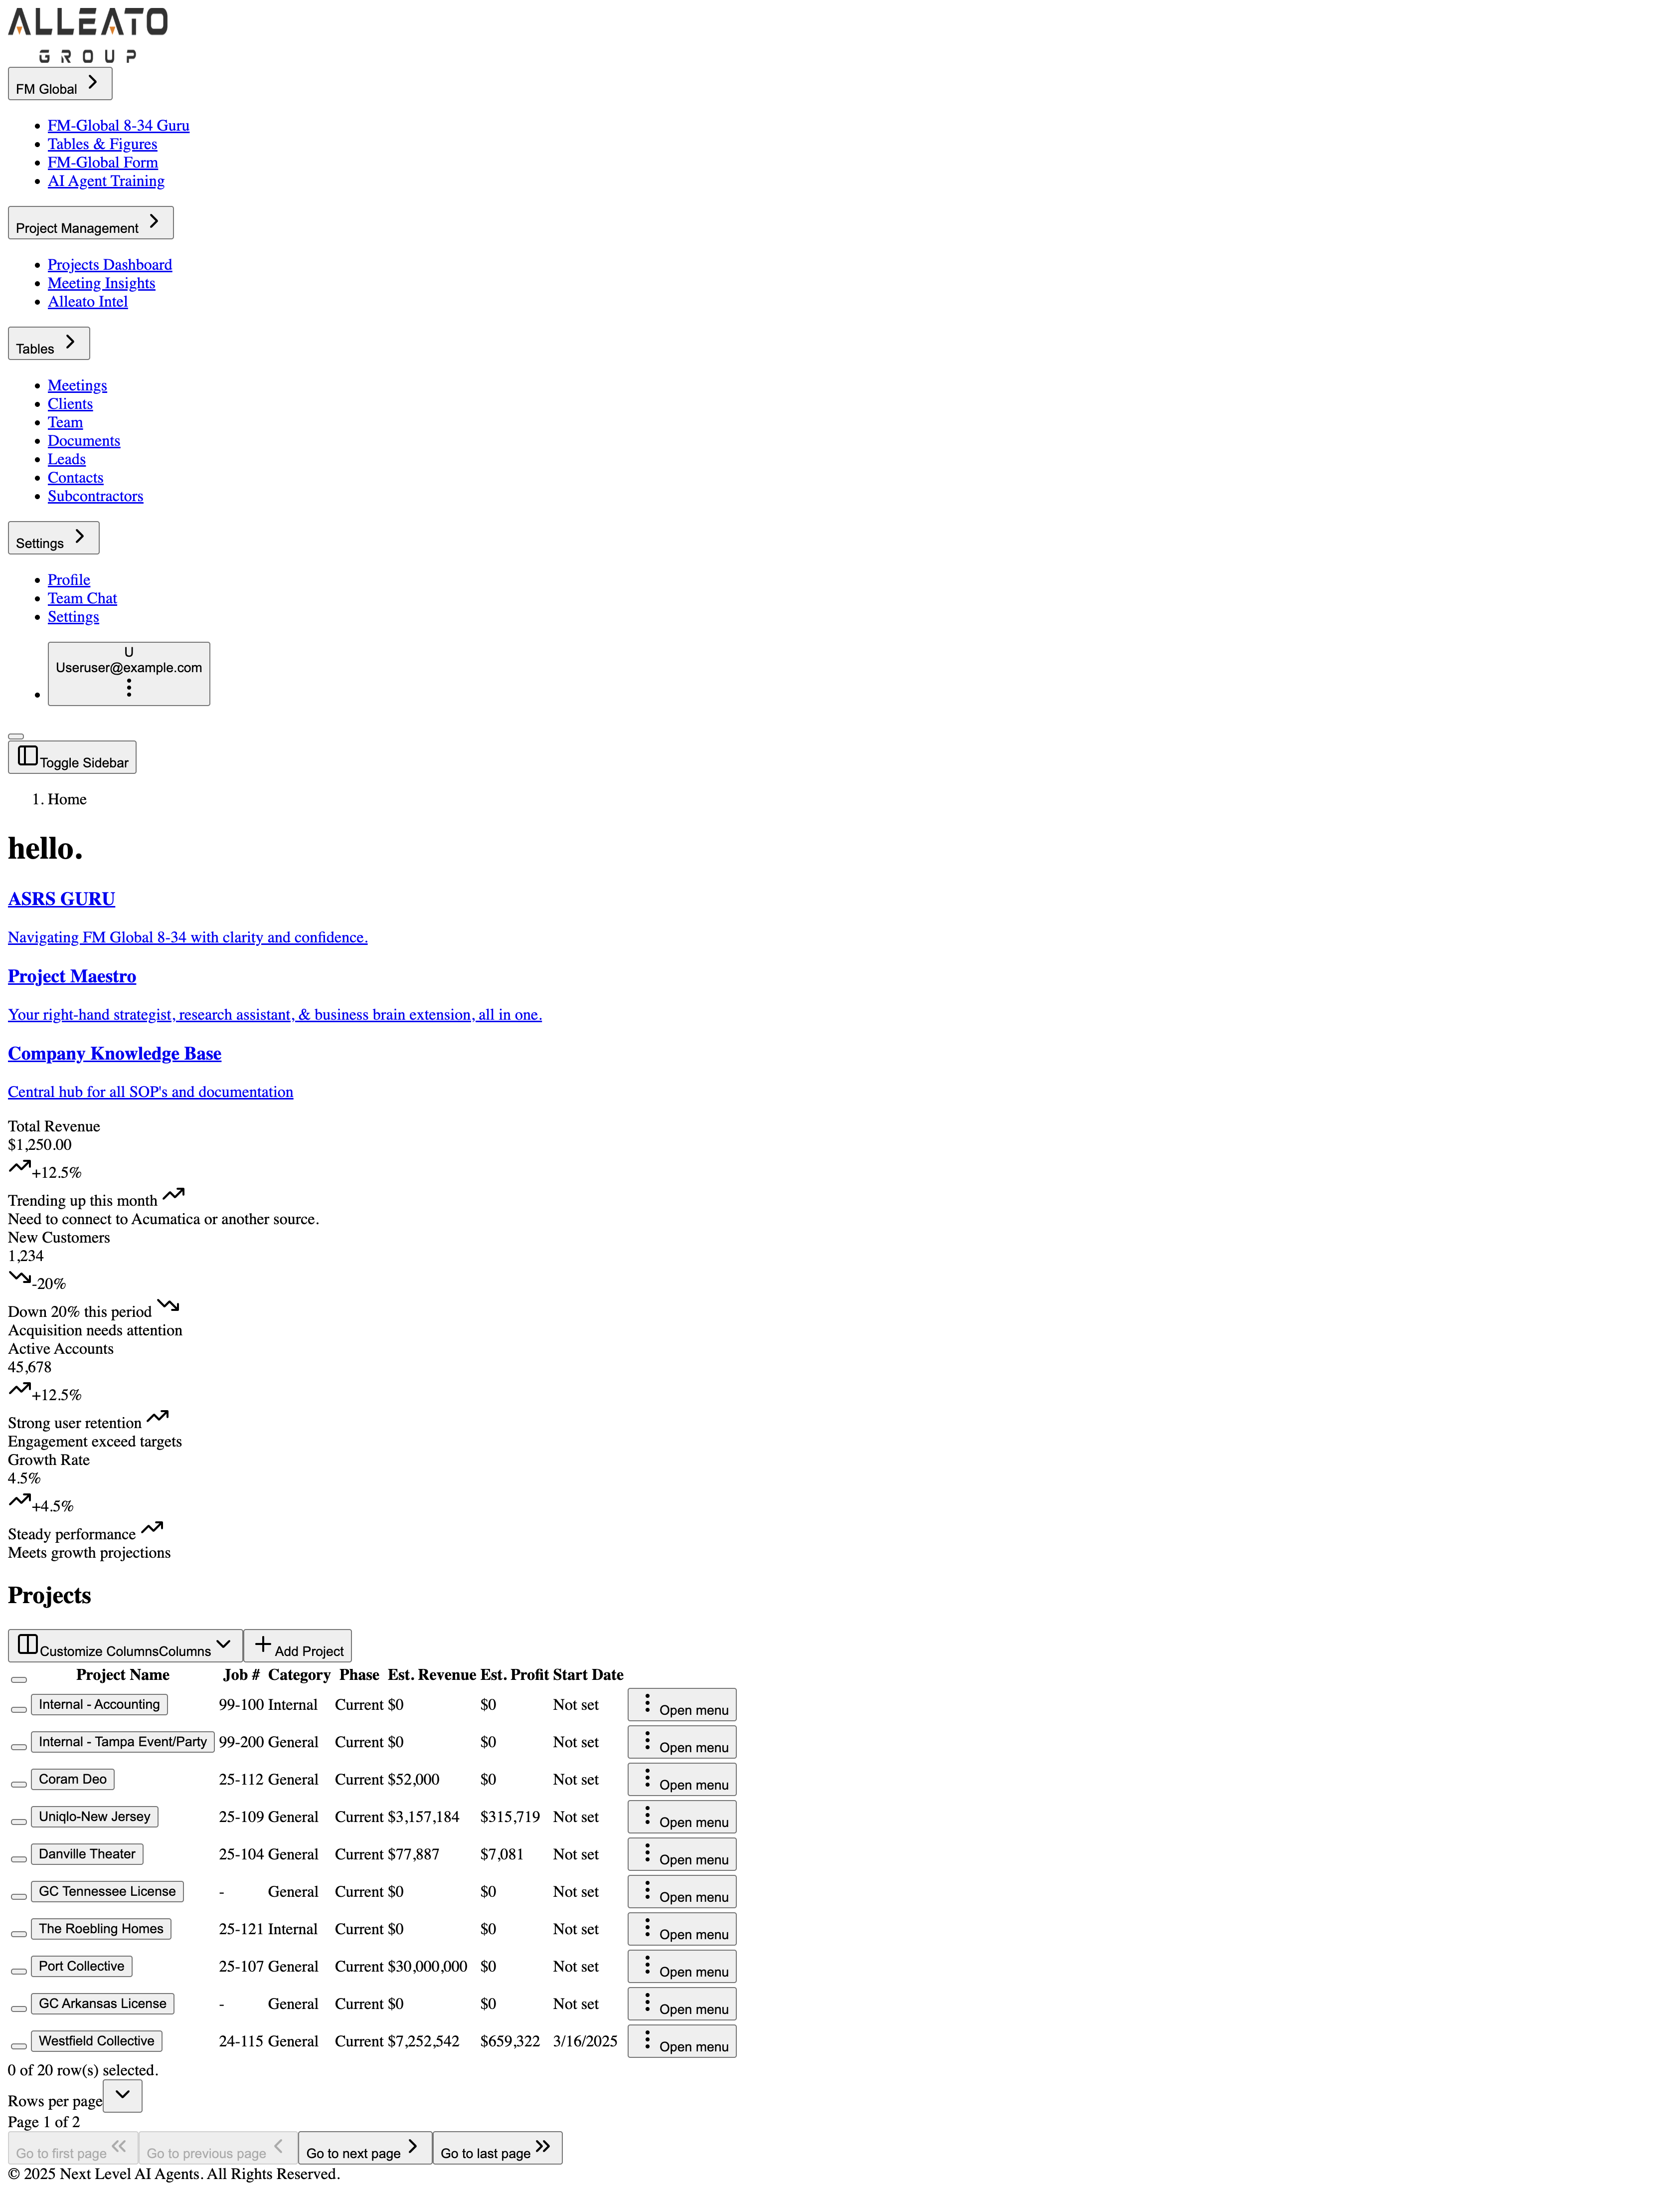 ALLEATO
GROUP
FM Global
FM-Global 8-34 Guru
Tables & Figures
FM-Global Form
AI Agent Training
Project Management
Projects Dashboard
Meeting Insights
Alleato Intel
Tables
Meetings
Clients
Team
Documents
Leads
Contacts
Subcontractors
Settings
Profile
Team Chat
Settings
U
Useruser@example.com
Toggle Sidebar
1. Home
hello.
ASRS GURU
Navigating FM Global 8-34 with clarity and confidence.
Project Maestro
Your right-hand strategist, research assistant, & business brain extension, all in one.
Company Knowledge Base
Central hub for all SOP's and documentation
Total Revenue
$1,250.00
+12.5%
Trending up this month
Need to connect to Acumatica or another source.
New Customers
1,234
-20%
Down 20% this period
Acquisition needs attention
Active Accounts
45,678
+12.5%
Strong user retention
Engagement exceed targets
Growth Rate
4.5%
+4.5%
Steady performance
Meets growth projections
Projects
Customize ColumnsColumns Add Project
Project Name Job # Category Phase Est. Revenue Est. Profit Start Date
Internal - Accounting 99-100 Internal Current $0 $0 Not set Open menu
Internal - Tampa Event/Party 99-200 General Current $0 $0 Not set Open menu
Coram Deo 25-112 General Current $52,000 $0 Not set Open menu
Uniqlo-New Jersey 25-109 General Current $3,157,184 $315,719 Not set Open menu
Danville Theater 25-104 General Current $77,887 $7,081 Not set Open menu
GC Tennessee License - General Current $0 $0 Not set Open menu
The Roebling Homes 25-121 Internal Current $0 $0 Not set Open menu
Port Collective 25-107 General Current $30,000,000 $0 Not set Open menu
GC Arkansas License - General Current $0 $0 Not set Open menu
Westfield Collective 24-115 General Current $7,252,542 $659,322 3/16/2025 Open menu
0 of 20 row(s) selected.
Rows per page
Page 1 of 2
Go to first page Go to previous page Go to next page Go to last page
© 2025 Next Level AI Agents. All Rights Reserved.